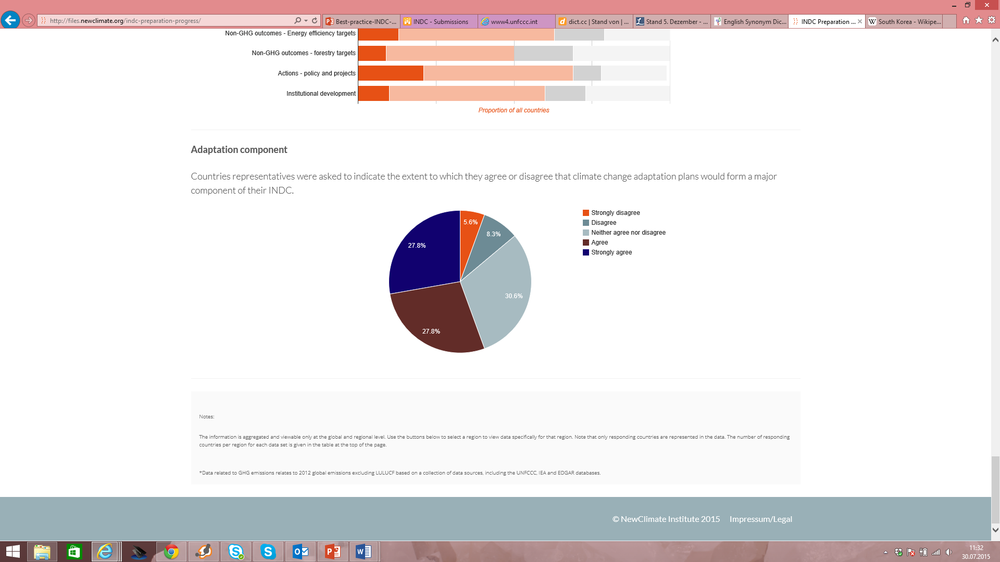 http://files.newclimate.org/indc-preparation-progress/
Best-practice-INDC-...
INDC - Submissions
www4.unfccc.int
dict.cc | Stand von | ...
Stand 5. Dezember - ...
English Synonym Dic...
INDC Preparation ...
South Korea - Wikipe...
Non-GHG outcomes - Energy efficiency targets
Non-GHG outcomes - forestry targets
Actions - policy and projects
Institutional development
Proportion of all countries
Adaptation component
Countries representatives were asked to indicate the extent to which they agree or disagree that climate change adaptation plans would form a major
component of their INDC.
5.6%
8.3%
30.6%
27.8%
27.8%
Strongly disagree
Disagree
Neither agree nor disagree
Agree
Strongly agree
Notes:
The information is aggregated and viewable only at the global and regional level. Use the buttons below to select a region to view data specifically for that region. Note that only responding countries are represented in the data. The number of responding
countries per region for each data set is given in the table at the top of the page.
*Data related to GHG emissions relates to 2012 global emissions excluding LULUCF based on a collection of data sources, including the UNFCCC, IEA and EDGAR databases.
© NewClimate Institute 2015 Impressum/Legal
11:32
30.07.2015